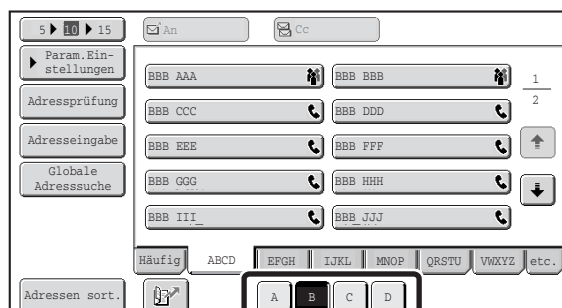 5 10 15
An
Cc
Param.Ein-
stellungen
Adressprüfung
Adresseingabe
Globale
Adresssuche
BBB AAA
BBB BBB
BBB CCC
BBB DDD
BBB EEE
BBB FFF
BBB GGG
BBB HHH
BBB III
BBB JJJ
1
2
Häufig ABCD EFGH IJKL MNOP QRSTU VWXYZ etc.
Adressen sort.
A B C D